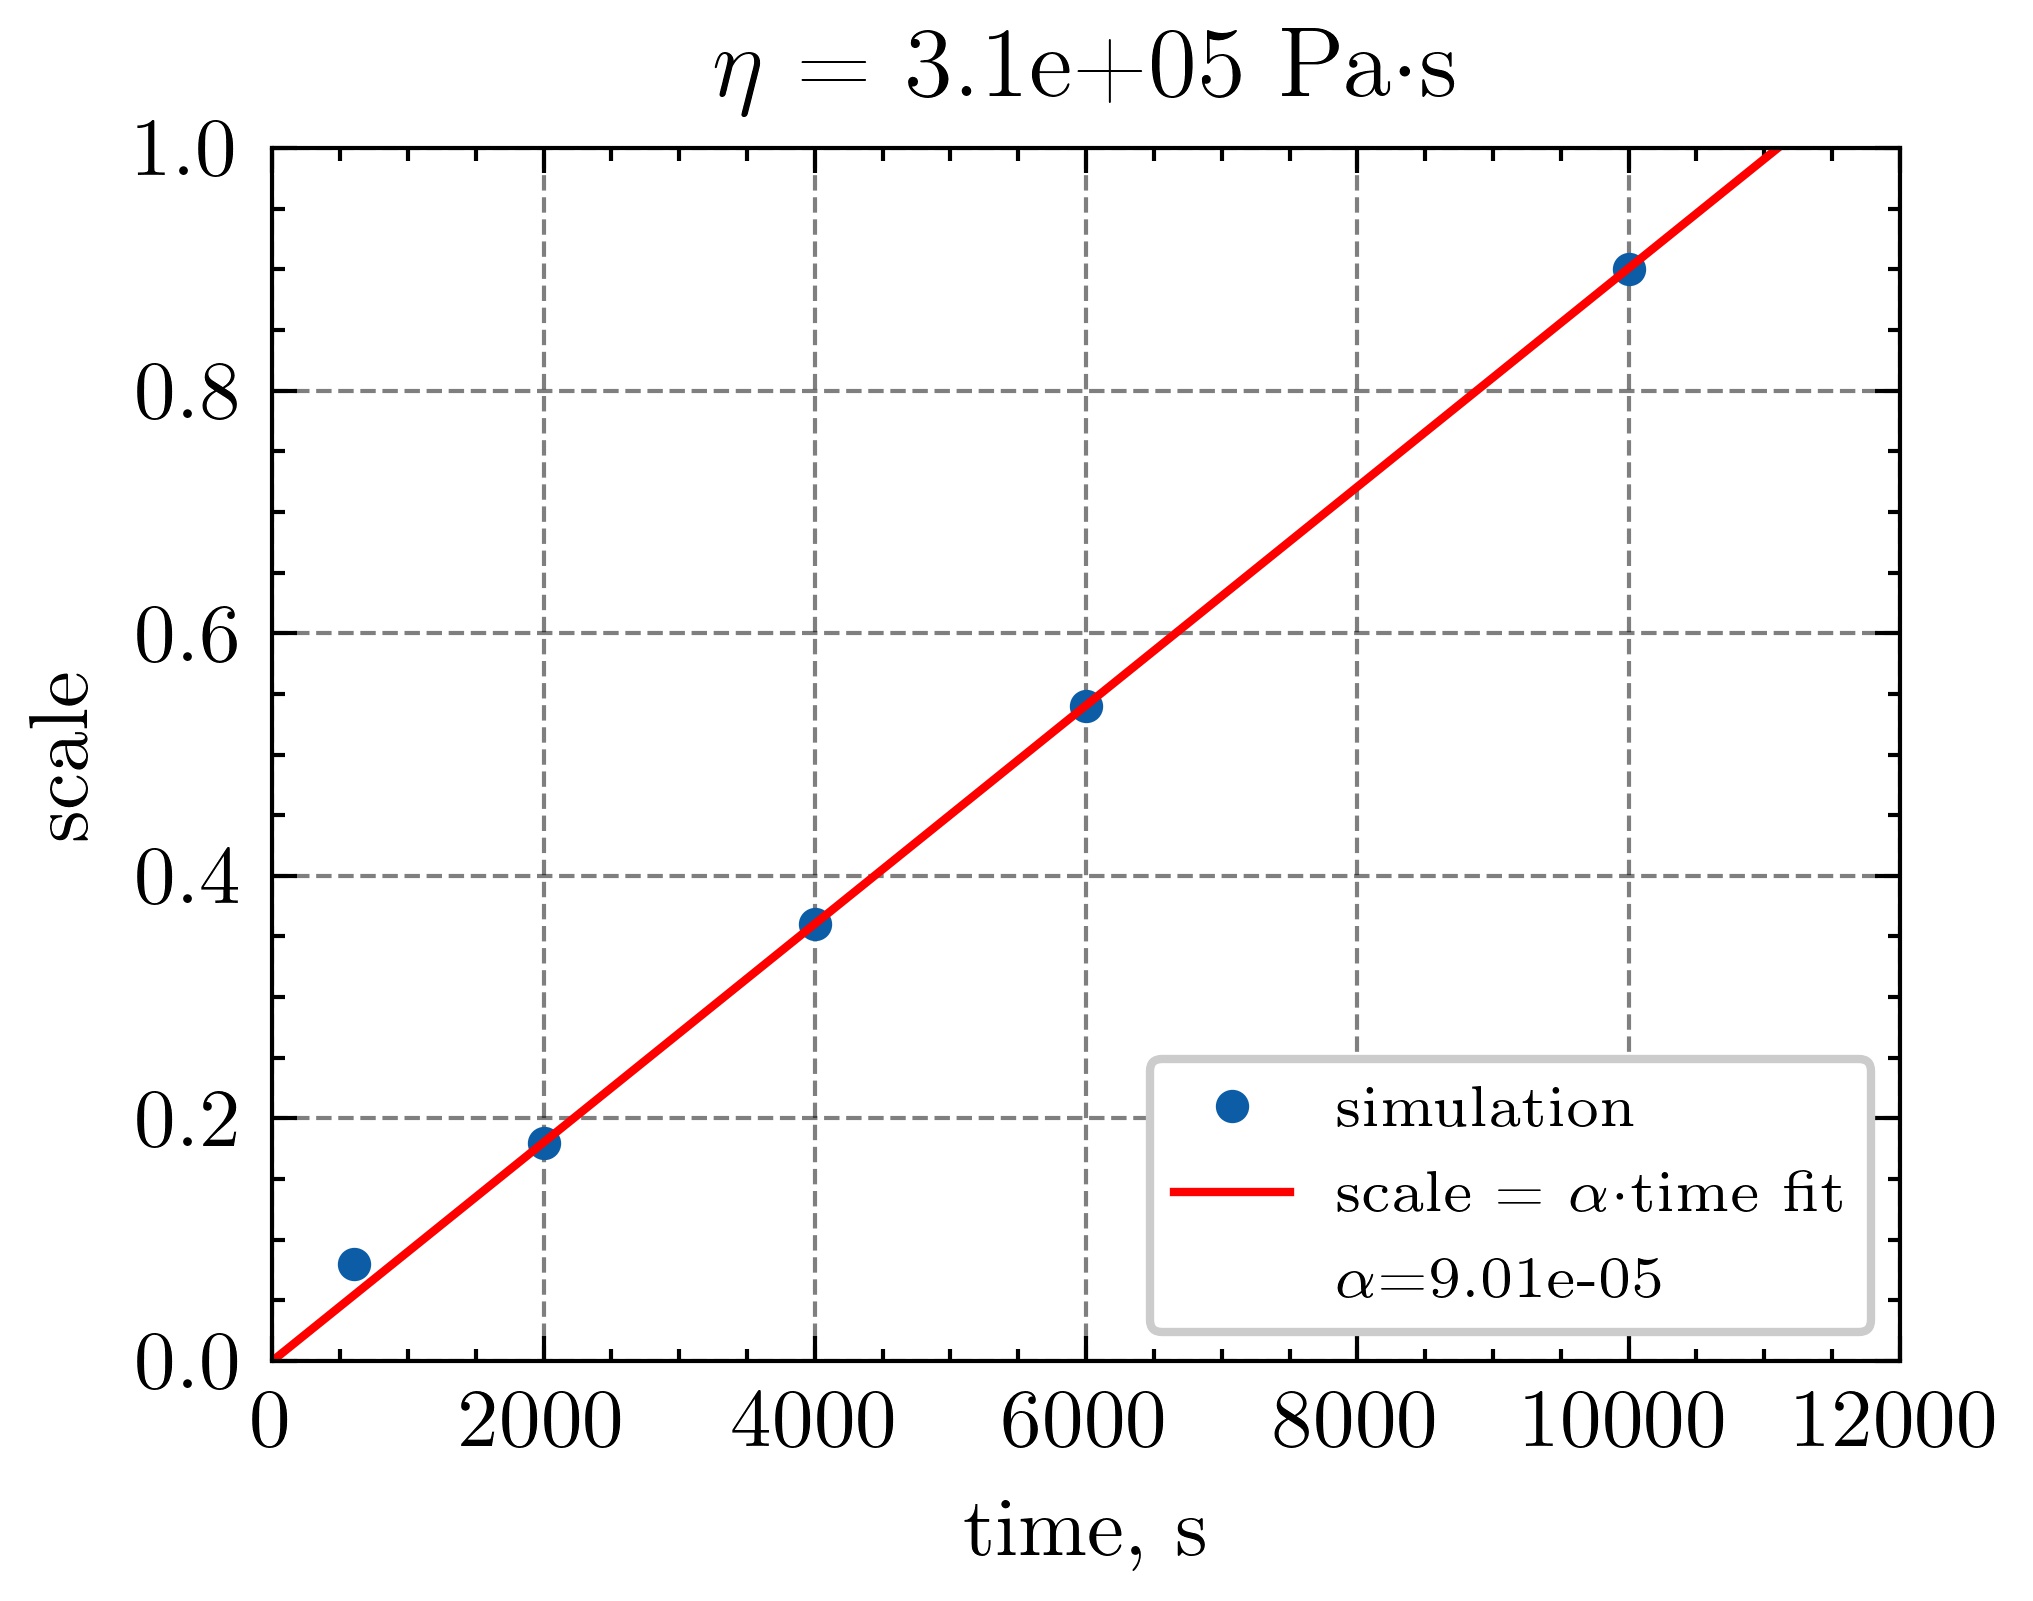 η = 3.1e+05 Pa·s
1.0
0.8
0.6
0.4
0.2
0.0
scale
simulation
scale = α·time fit
α=9.01e-05
0 2000 4000 6000 8000 10000 12000
time, s